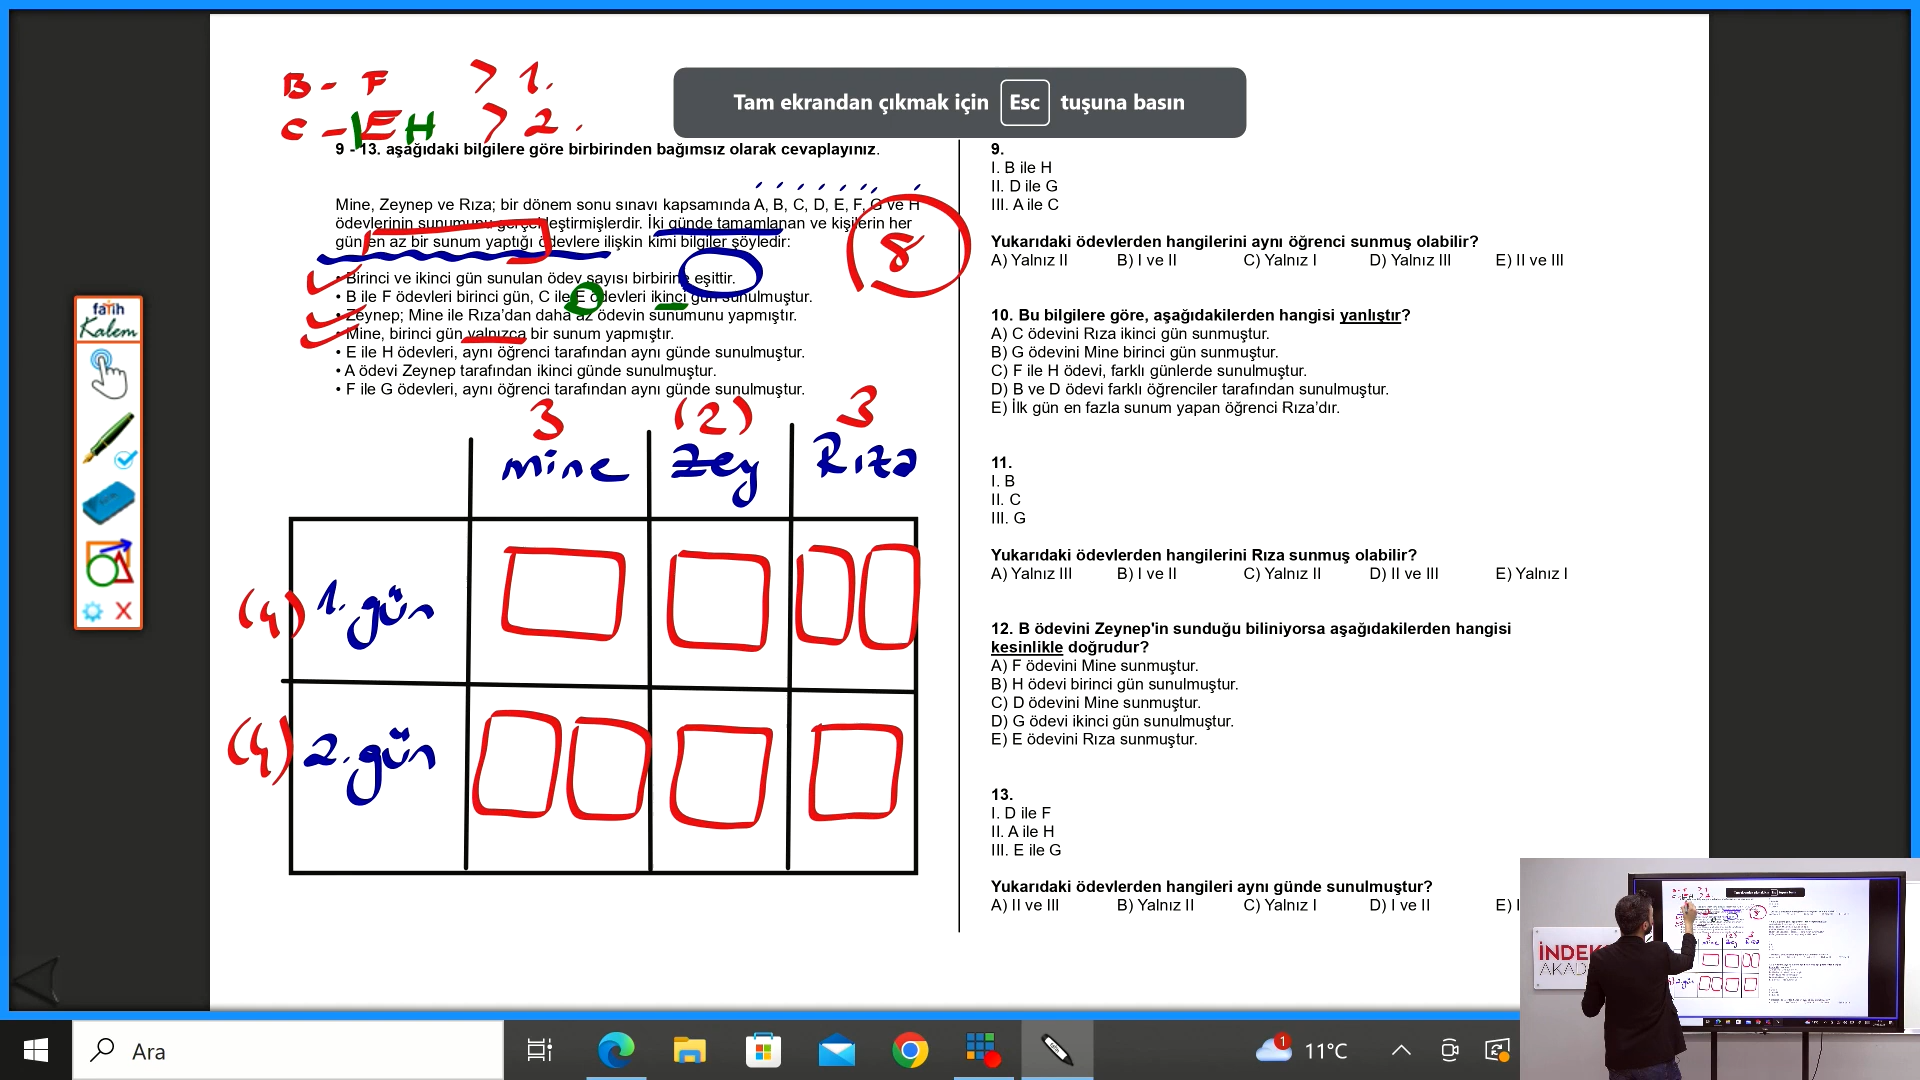 B - F > 1.
C - E H > 2.
Tam ekrandan çıkmak için Esc tuşuna basın
9 - 13. aşağıdaki bilgilere göre birbirinden bağımsız olarak cevaplayınız.
Mine, Zeynep ve Rıza; bir dönem sonu sınavı kapsamında A, B, C, D, E, F, G ve H
ödevlerinin sunumunu gerçekleştirmişlerdir. İki günde tamamlanan ve kişilerin her
gün en az bir sunum yaptığı ödevlere ilişkin kimi bilgiler şöyledir:
8
• Birinci ve ikinci gün sunulan ödev sayısı birbirine eşittir.
• B ile F ödevleri birinci gün, C ile E ödevleri ikinci gün sunulmuştur.
• Zeynep; Mine ile Rıza’dan daha az ödevin sunumunu yapmıştır.
• Mine, birinci gün yalnızca bir sunum yapmıştır.
• E ile H ödevleri, aynı öğrenci tarafından aynı günde sunulmuştur.
• A ödevi Zeynep tarafından ikinci günde sunulmuştur.
• F ile G ödevleri, aynı öğrenci tarafından aynı günde sunulmuştur.
3 (2) 3
mine Zey Rıza
(4) 1. gün
(4) 2. gün
9.
I. B ile H
II. D ile G
III. A ile C
Yukarıdaki ödevlerden hangilerini aynı öğrenci sunmuş olabilir?
A) Yalnız II B) I ve II C) Yalnız I D) Yalnız III E) II ve III
10. Bu bilgilere göre, aşağıdakilerden hangisi yanlıştır?
A) C ödevini Rıza ikinci gün sunmuştur.
B) G ödevini Mine birinci gün sunmuştur.
C) F ile H ödevi, farklı günlerde sunulmuştur.
D) B ve D ödevi farklı öğrenciler tarafından sunulmuştur.
E) İlk gün en fazla sunum yapan öğrenci Rıza’dır.
11.
I. B
II. C
III. G
Yukarıdaki ödevlerden hangilerini Rıza sunmuş olabilir?
A) Yalnız III B) I ve II C) Yalnız II D) II ve III E) Yalnız I
12. B ödevini Zeynep'in sunduğu biliniyorsa aşağıdakilerden hangisi
kesinlikle doğrudur?
A) F ödevini Mine sunmuştur.
B) H ödevi birinci gün sunulmuştur.
C) D ödevini Mine sunmuştur.
D) G ödevi ikinci gün sunulmuştur.
E) E ödevini Rıza sunmuştur.
13.
I. D ile F
II. A ile H
III. E ile G
Yukarıdaki ödevlerden hangileri aynı günde sunulmuştur?
A) II ve III B) Yalnız II C) Yalnız I D) I ve II E) I
fatih
Kalem
X
İNDEK
AKAD
Ara
1
11°C